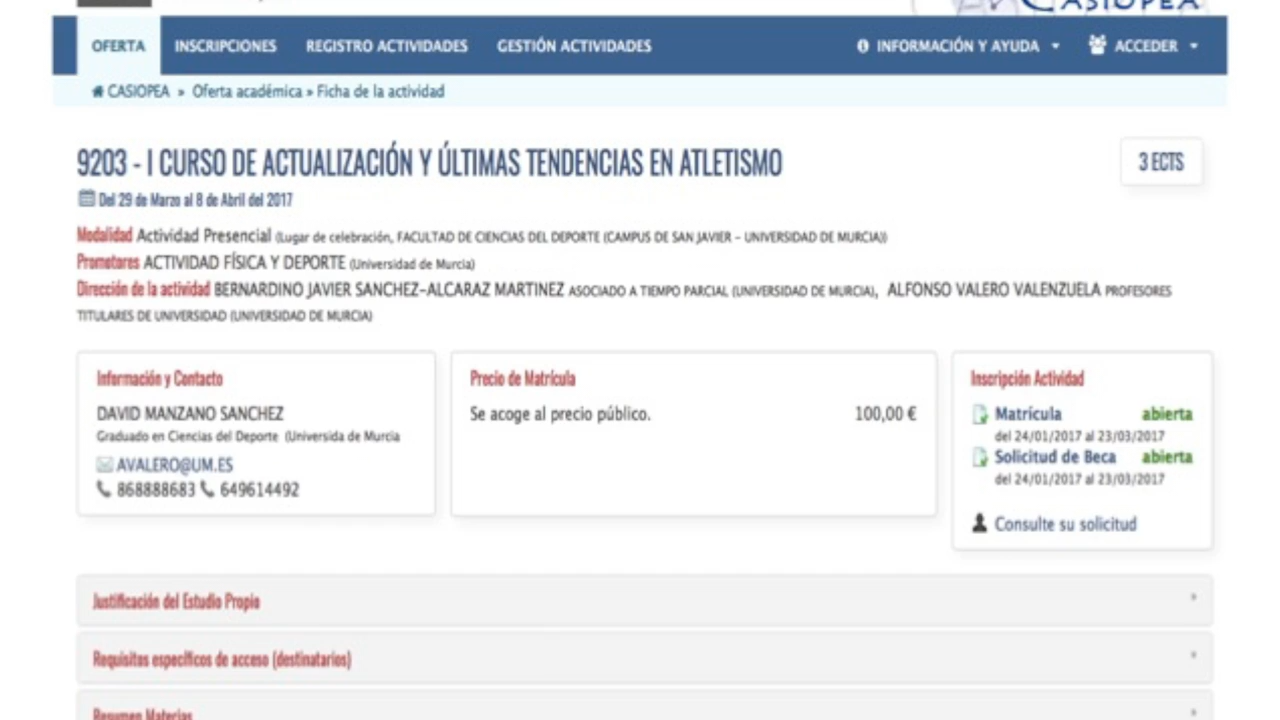 CASIOPEA
OFERTA INSCRIPCIONES REGISTRO ACTIVIDADES GESTIÓN ACTIVIDADES INFORMACIÓN Y AYUDA ACCEDER
CASIOPEA » Oferta académica » Ficha de la actividad
9203 - I CURSO DE ACTUALIZACIÓN Y ÚLTIMAS TENDENCIAS EN ATLETISMO
3 ECTS
Del 29 de Marzo al 8 de Abril del 2017
Modalidad Actividad Presencial (Lugar de celebración, FACULTAD DE CIENCIAS DEL DEPORTE (CAMPUS DE SAN JAVIER - UNIVERSIDAD DE MURCIA))
Promotores ACTIVIDAD FÍSICA Y DEPORTE (Universidad de Murcia)
Dirección de la actividad BERNARDINO JAVIER SANCHEZ-ALCARAZ MARTINEZ ASOCIADO A TIEMPO PARCIAL (UNIVERSIDAD DE MURCIA), ALFONSO VALERO VALENZUELA PROFESORES
TITULARES DE UNIVERSIDAD (UNIVERSIDAD DE MURCIA)
Información y Contacto
DAVID MANZANO SANCHEZ
Graduado en Ciencias del Deporte (Universida de Murcia
AVALERO@UM.ES
868888683 649614492
Precio de Matrícula
Se acoge al precio público. 100,00 €
Inscripción Actividad
Matrícula abierta
del 24/01/2017 al 23/03/2017
Solicitud de Beca abierta
del 24/01/2017 al 23/03/2017
Consulte su solicitud
Justificación del Estudio Propio
Requisitos específicos de acceso (destinatarios)
Resumen Materias